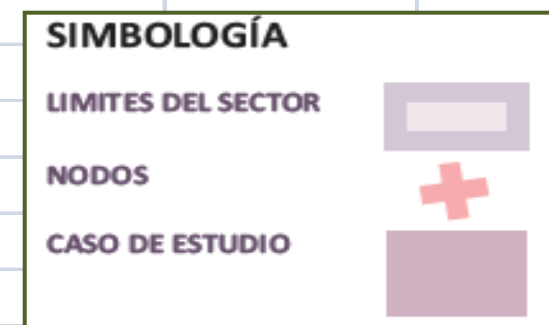 SIMBOLOGÍA
LIMITES DEL SECTOR
NODOS
CASO DE ESTUDIO